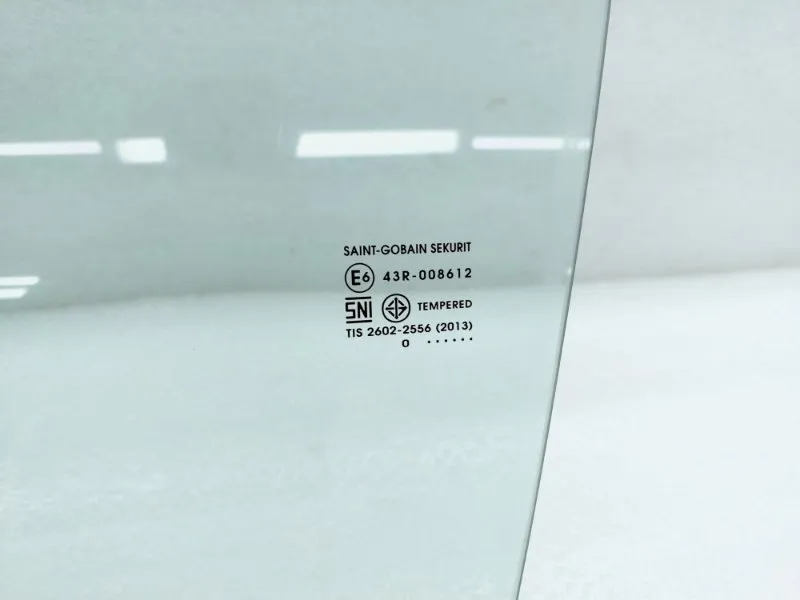 SAINT-GOBAIN SEKURIT
E6 43R-008612
SNI TEMPERED
TIS 2602-2556 (2013)
0 ······